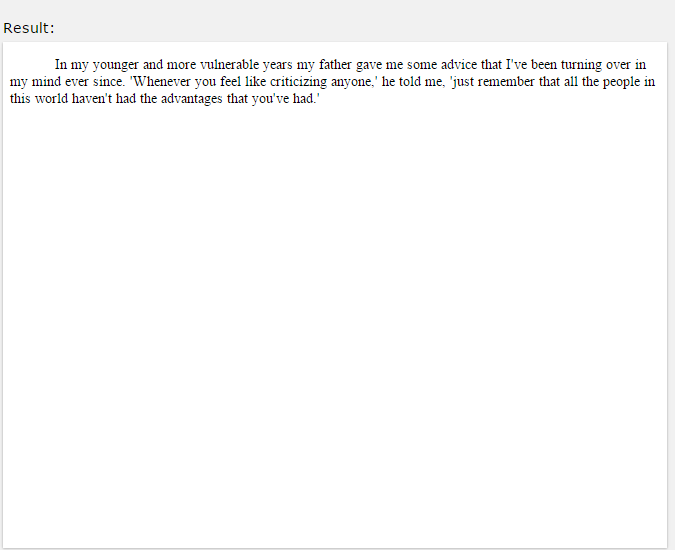 Result:
In my younger and more vulnerable years my father gave me some advice that I've been turning over in
my mind ever since. 'Whenever you feel like criticizing anyone,' he told me, 'just remember that all the people in
this world haven't had the advantages that you've had.'